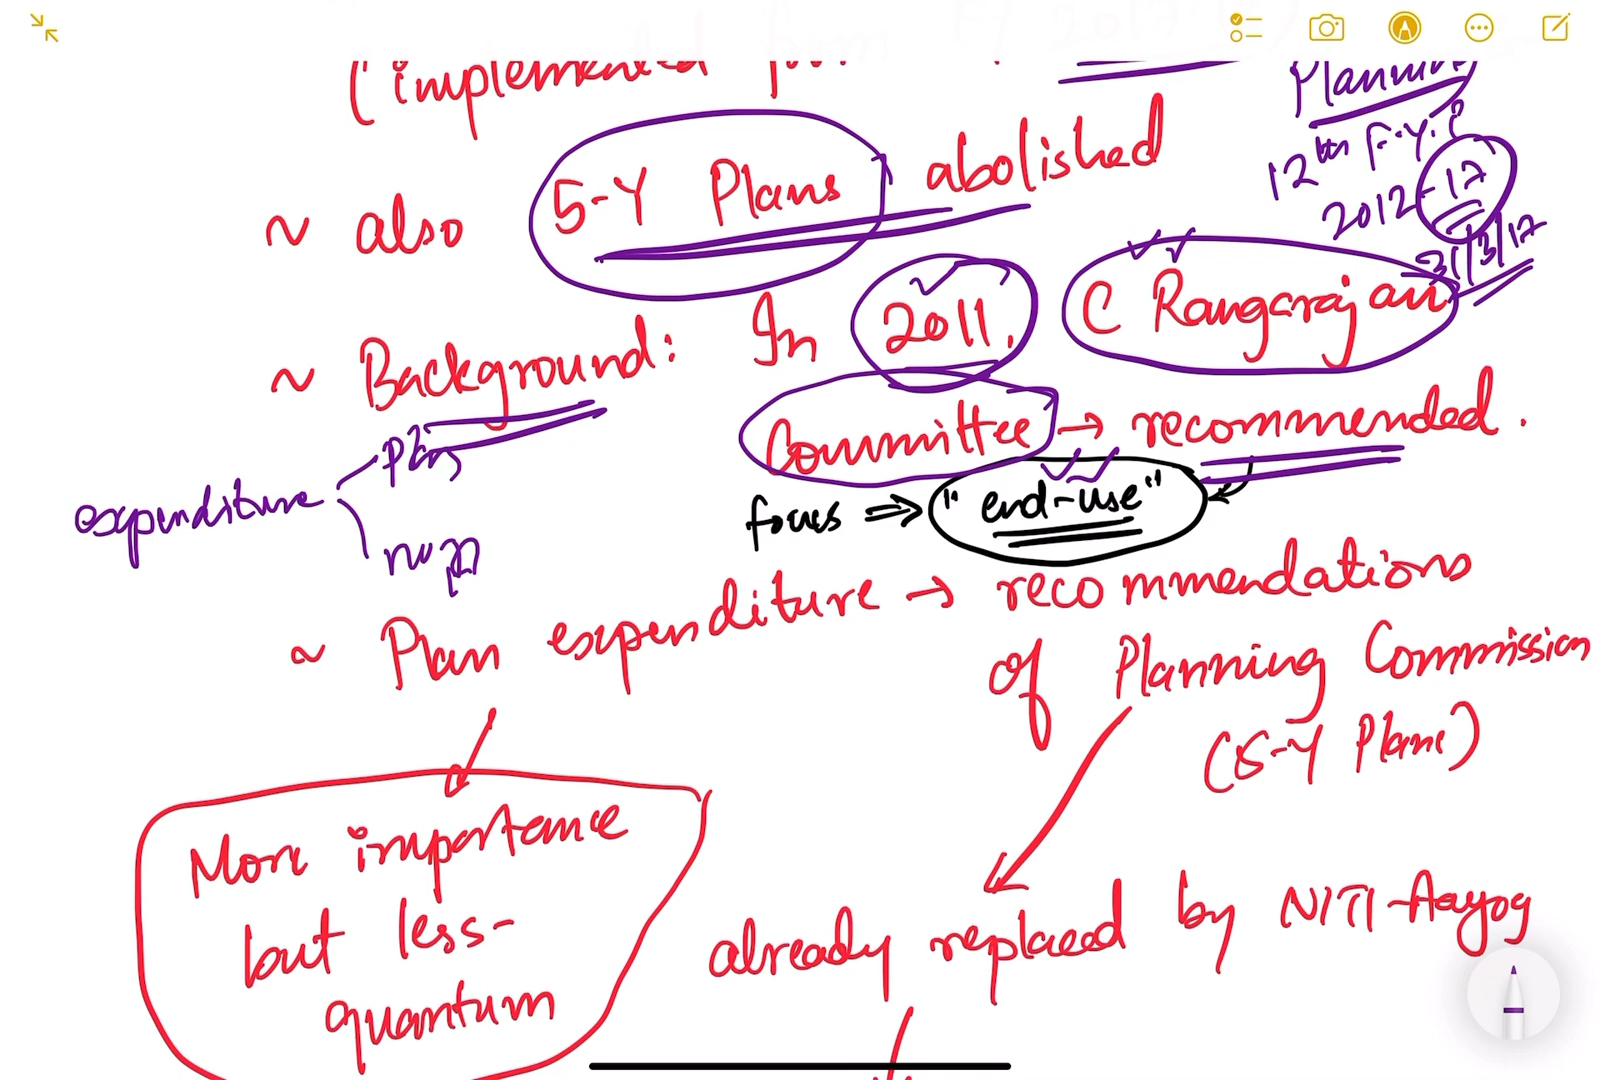 (implemented
Planning
12th F.Y.P
2012-17
31/3/17
~ also 5-Y Plans abolished
~ Background: In 2011, C Rangarajan
Committee → recommended.
expenditure
plan
focus ⇒ "end-use"
~ Plan expenditure → recommendations
of Planning Commission
(5-Y Plans)
More importance
but less-
quantum
already replaced by NITI-Aayog